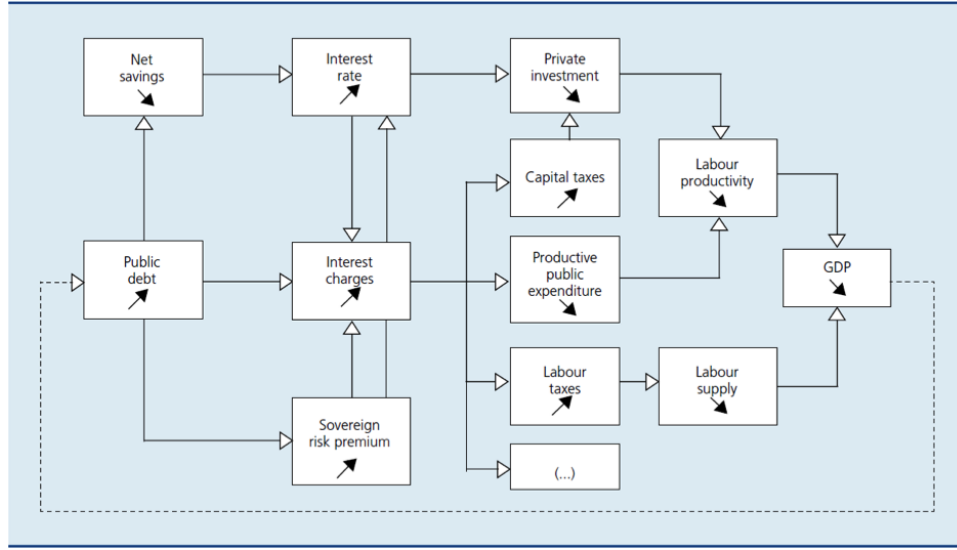 Net
savings
Interest
rate
Private
investment
Capital taxes
Labour
productivity
Public
debt
Interest
charges
Productive
public
expenditure
GDP
Labour
taxes
Labour
supply
Sovereign
risk premium
(...)